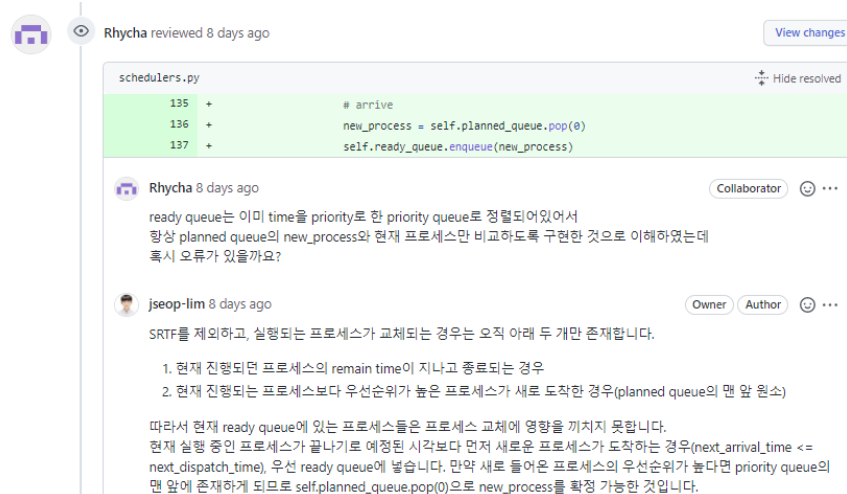 Rhycha reviewed 8 days ago
View changes
schedulers.py
Hide resolved
135 + # arrive
136 + new_process = self.planned_queue.pop(0)
137 + self.ready_queue.enqueue(new_process)
Rhycha 8 days ago
Collaborator
ready queue는 이미 time을 priority로 한 priority queue로 정렬되어있어서
항상 planned queue의 new_process와 현재 프로세스만 비교하도록 구현한 것으로 이해하였는데
혹시 오류가 있을까요?
jseop-lim 8 days ago
Owner Author
SRTF를 제외하고, 실행되는 프로세스가 교체되는 경우는 오직 아래 두 개만 존재합니다.
1. 현재 진행되던 프로세스의 remain time이 지나고 종료되는 경우
2. 현재 진행되는 프로세스보다 우선순위가 높은 프로세스가 새로 도착한 경우(planned queue의 맨 앞 원소)
따라서 현재 ready queue에 있는 프로세스들은 프로세스 교체에 영향을 끼치지 못합니다.
현재 실행 중인 프로세스가 끝나기로 예정된 시각보다 먼저 새로운 프로세스가 도착하는 경우(next_arrival_time <=
next_dispatch_time), 우선 ready queue에 넣습니다. 만약 새로 들어온 프로세스의 우선순위가 높다면 priority queue의
맨 앞에 존재하게 되므로 self.planned_queue.pop(0)으로 new_process를 확정 가능한 것입니다.